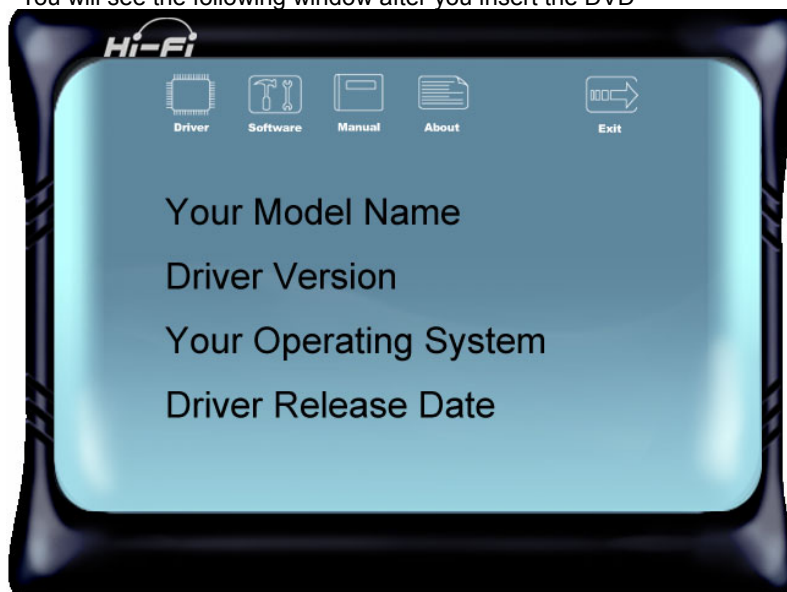 You will see the following window after you insert the DVD
Hi-Fi
Driver Software Manual About Exit
Your Model Name
Driver Version
Your Operating System
Driver Release Date